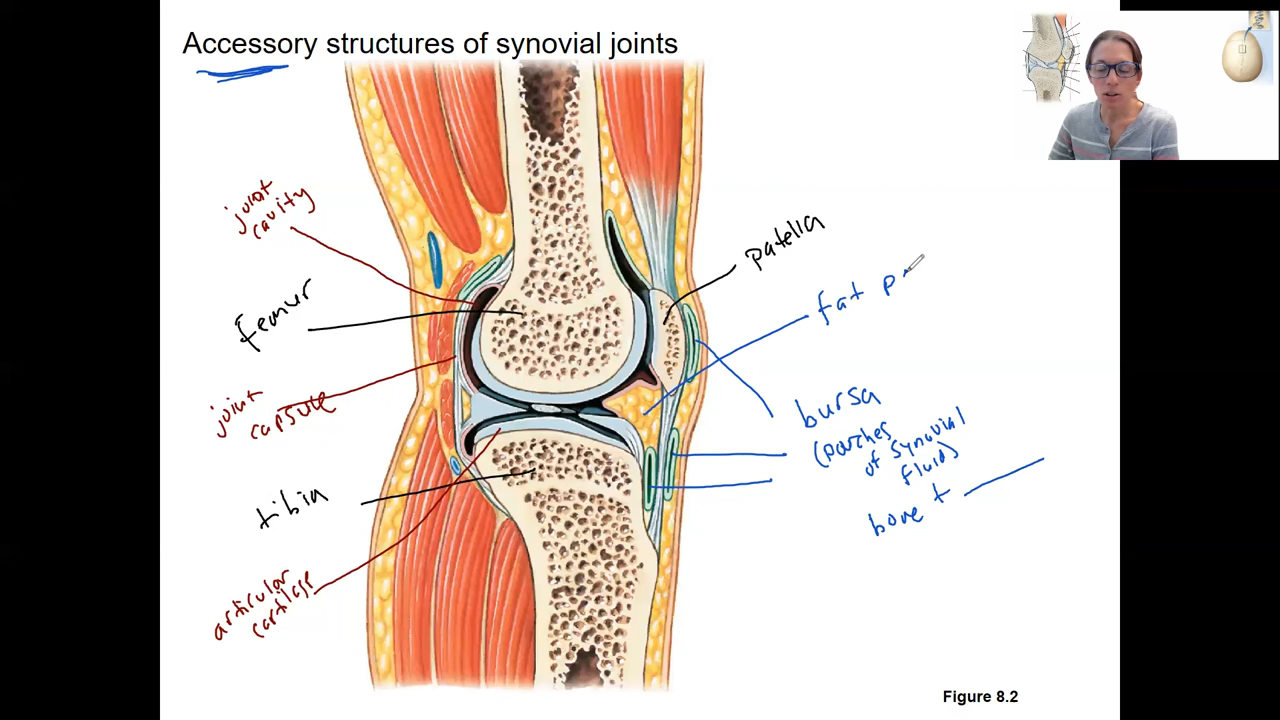 Accessory structures of synovial joints
joint
cavity
femur
joint
capsule
tibia
articular
cartilage
patella
fat p
bursa
(pouches
of synovial
fluid)
bone +
Figure 8.2